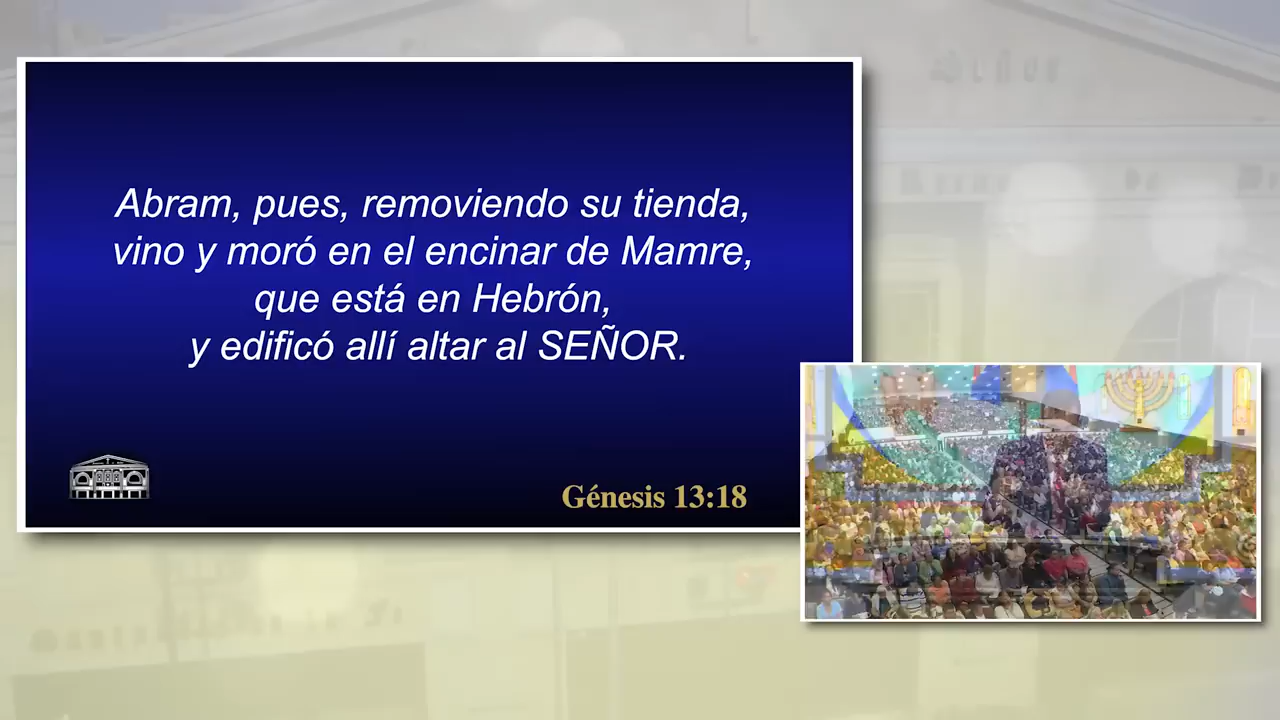 Abram, pues, removiendo su tienda,
vino y moró en el encinar de Mamre,
que está en Hebrón,
y edificó allí altar al SEÑOR.
Génesis 13:18